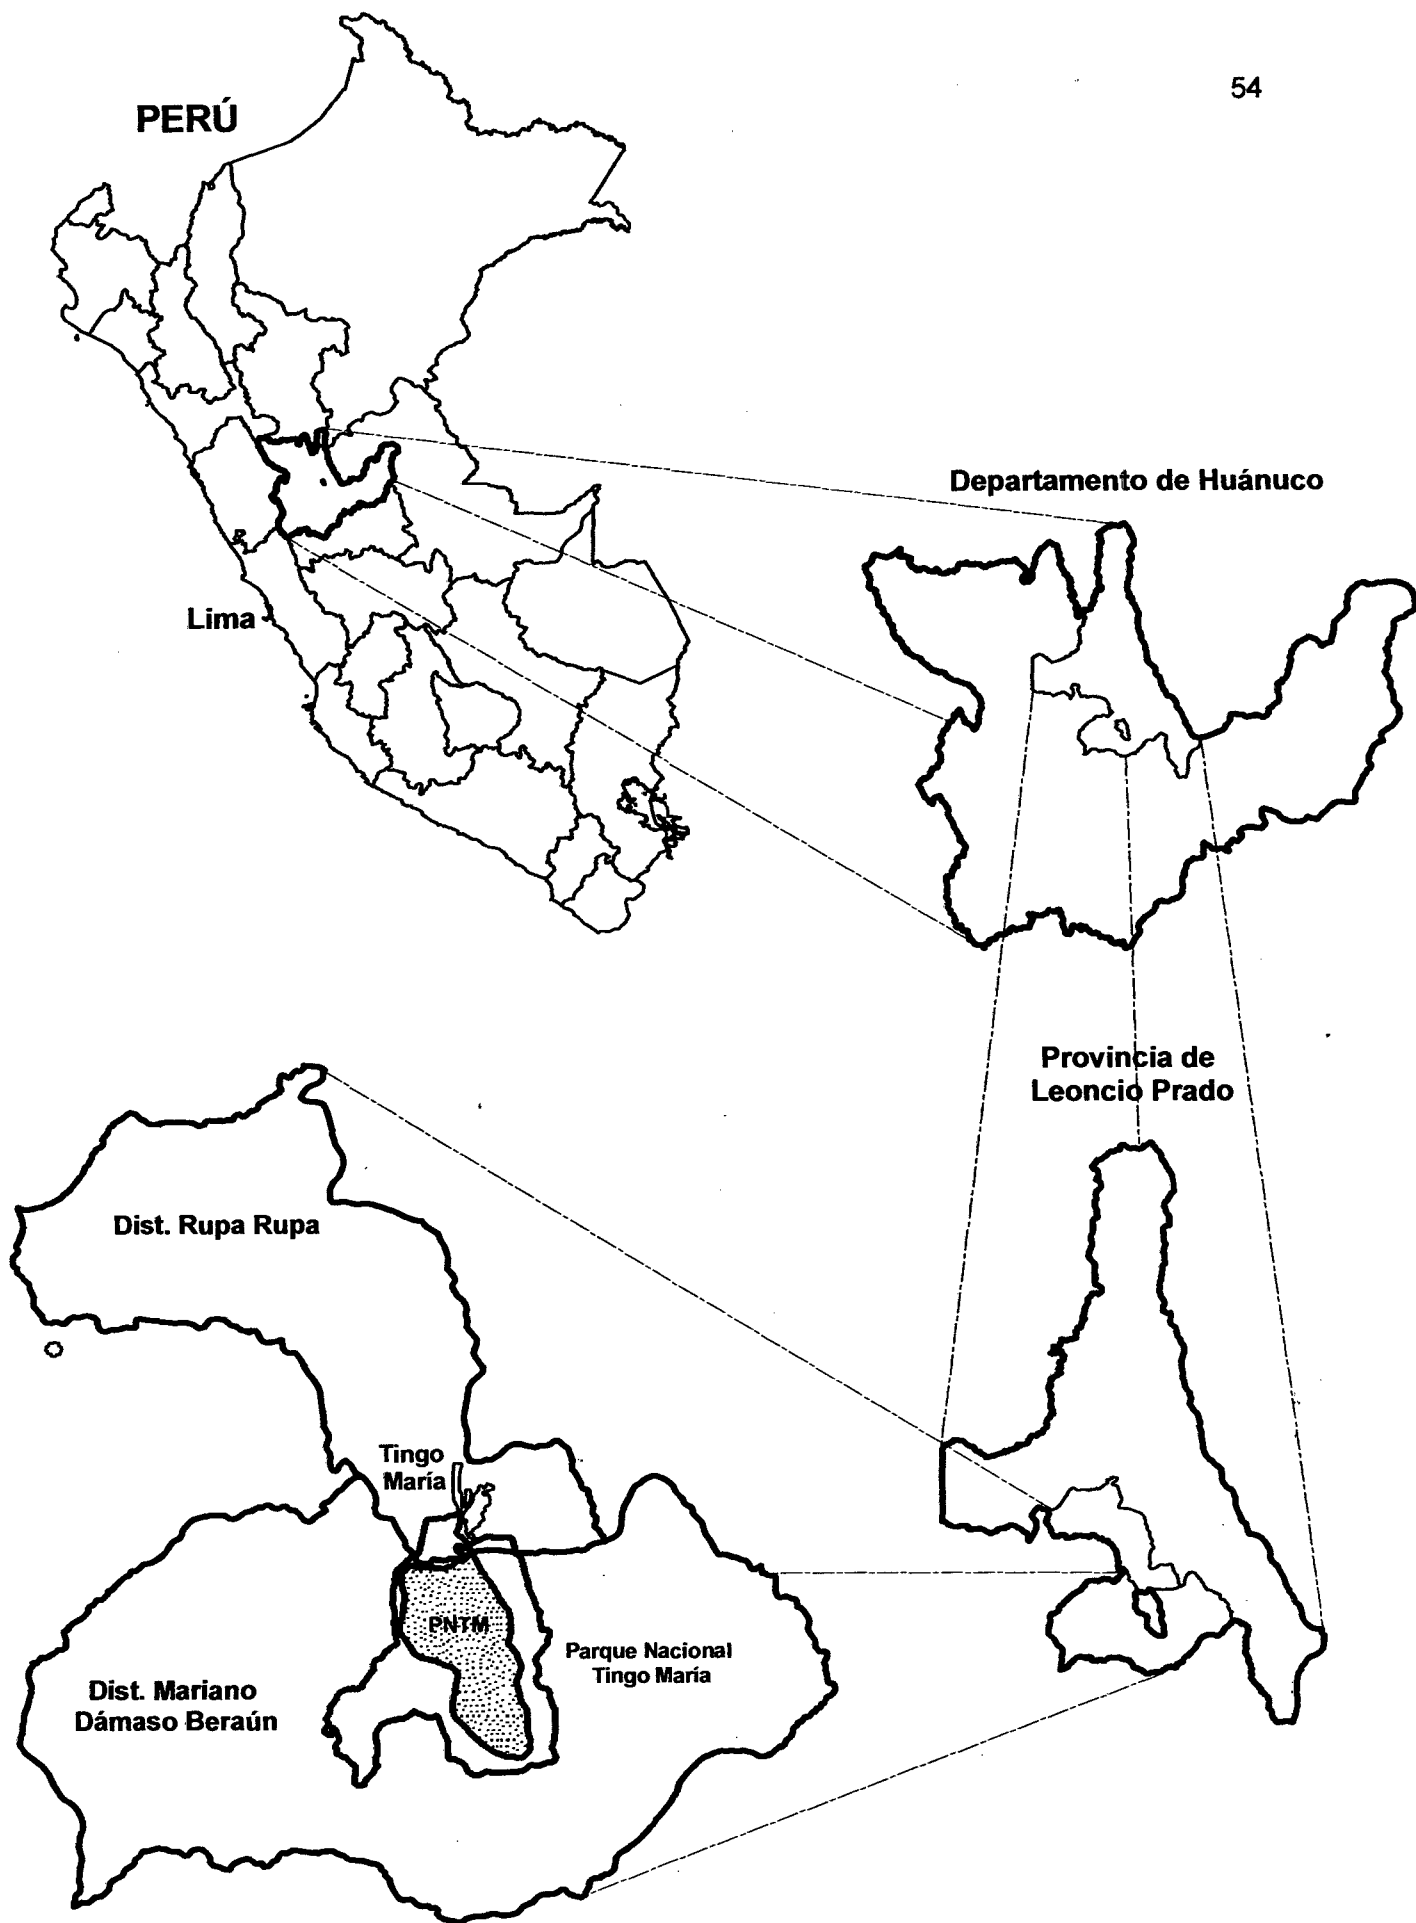 54
PERÚ
Departamento de Huánuco
Lima
Provincia de
Leoncio Prado
Dist. Rupa Rupa
Tingo
María
PNTM
Parque Nacional
Tingo María
Dist. Mariano
Dámaso Beraún